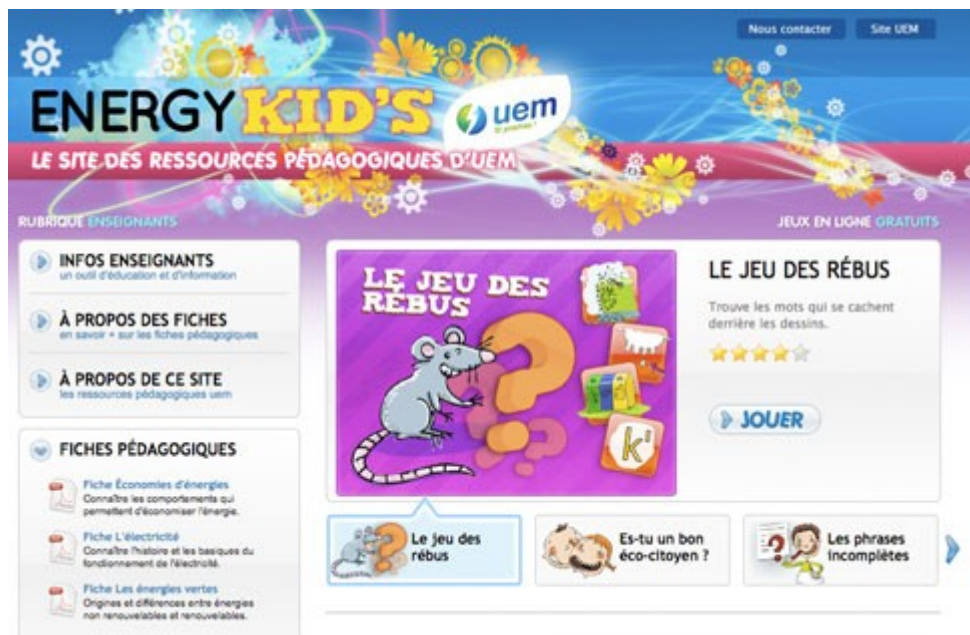 Nous contacter
Site UEM
ENERGY KID'S
uem
LE SITE DES RESSOURCES PÉDAGOGIQUES D'UEM
RUBRIQUE ENSEIGNANTS
INFOS ENSEIGNANTS
un outil d'éducation et d'information
À PROPOS DES FICHES
en savoir + sur les fiches pédagogiques
À PROPOS DE CE SITE
les ressources pédagogiques uem
FICHES PÉDAGOGIQUES
Fiche Économies d'énergies
Connaître les comportements qui
permettent d'économiser l'énergie.
Fiche L'électricité
Connaître l'histoire et les basiques du
fonctionnement de l'électricité.
Fiche Les énergies vertes
Origines et différences entre énergies
non renouvelables et renouvelables.
JEUX EN LIGNE GRATUITS
LE JEU DES
RÉBUS
k
LE JEU DES RÉBUS
Trouve les mots qui se cachent
derrière les dessins.
JOUER
Le jeu des
rébus
Es-tu un bon
éco-citoyen ?
Les phrases
incomplètes